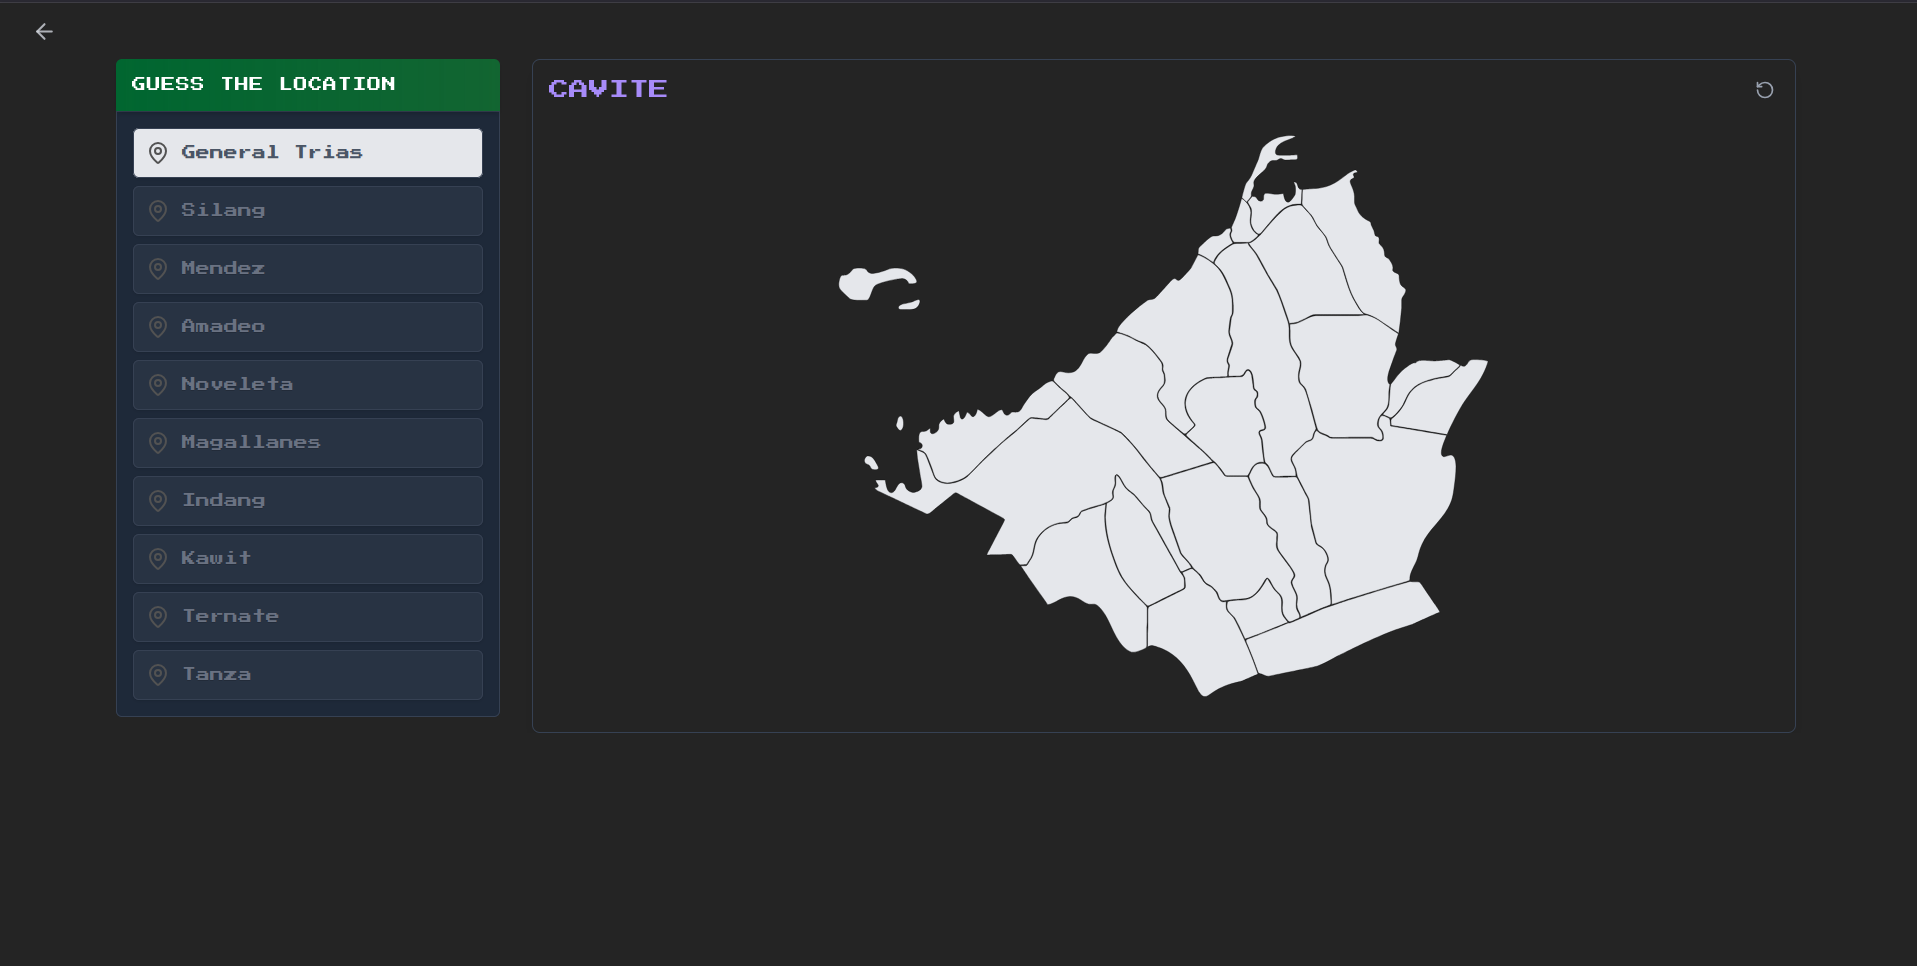 GUESS THE LOCATION
General Trias
Silang
Mendez
Amadeo
Noveleta
Magallanes
Indang
Kawit
Ternate
Tanza
CAVITE